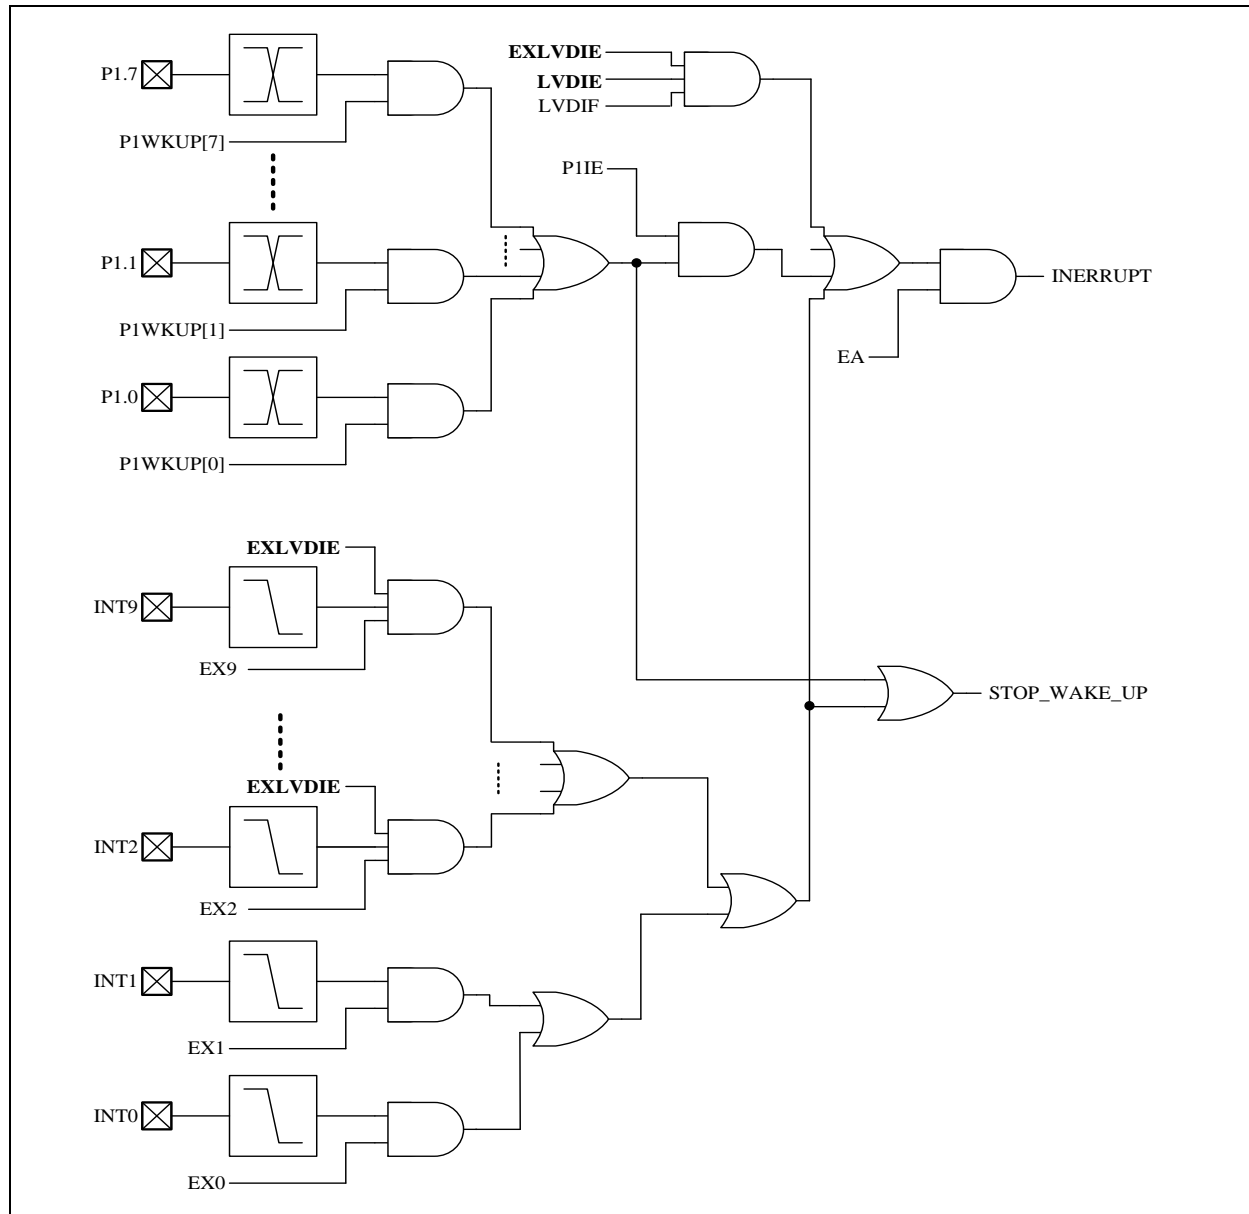 EXLVDIE
P1.7
LVDIE
LVDIF
P1WKUP[7]
P1IE
P1.1
INERRUPT
P1WKUP[1]
EA
P1.0
P1WKUP[0]
EXLVDIE
INT9
EX9
STOP_WAKE_UP
EXLVDIE
INT2
EX2
INT1
EX1
INT0
EX0